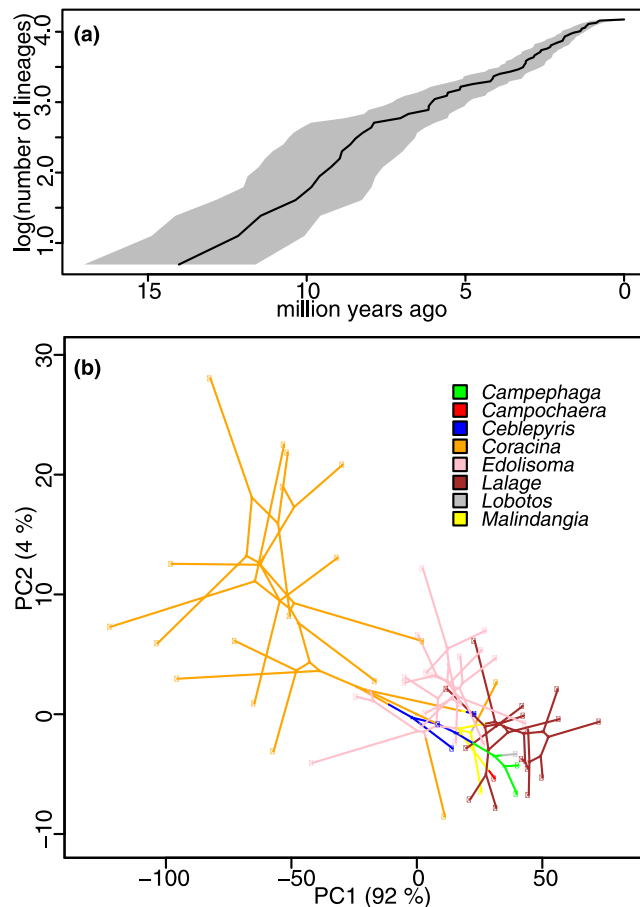 (a)
log(number of lineages)
1.0 2.0 3.0 4.0
15 10 5 0
million years ago
(b)
Campephaga
Campochaera
Ceblepyris
Coracina
Edolisoma
Lalage
Lobotos
Malindangia
PC2 (4 %)
−10 0 10 20 30
−100 −50 0 50
PC1 (92 %)